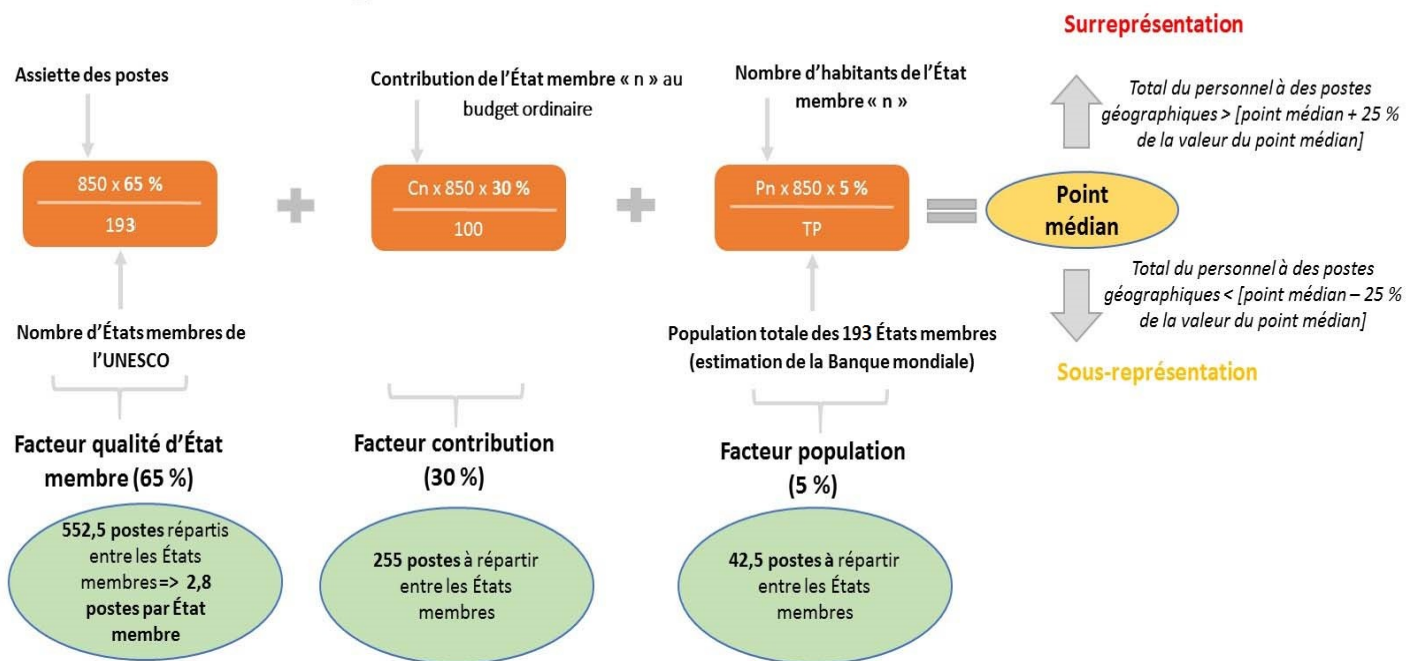 Surreprésentation
Assiette des postes
Contribution de l'État membre « n » au
budget ordinaire
Nombre d'habitants de l'État
membre « n »
Total du personnel à des postes
géographiques > [point médian + 25 %
de la valeur du point médian]
850 x 65 %
193
Cn x 850 x 30 %
100
Pn x 850 x 5 %
TP
Point
médian
Total du personnel à des postes
géographiques < [point médian – 25 %
de la valeur du point médian]
Nombre d'États membres de
l'UNESCO
Population totale des 193 États membres
(estimation de la Banque mondiale)
Sous-représentation
Facteur qualité d'État
membre (65 %)
Facteur contribution
(30 %)
Facteur population
(5 %)
552,5 postes répartis
entre les États
membres => 2,8
postes par État
membre
255 postes à répartir
entre les États
membres
42,5 postes à répartir
entre les États
membres